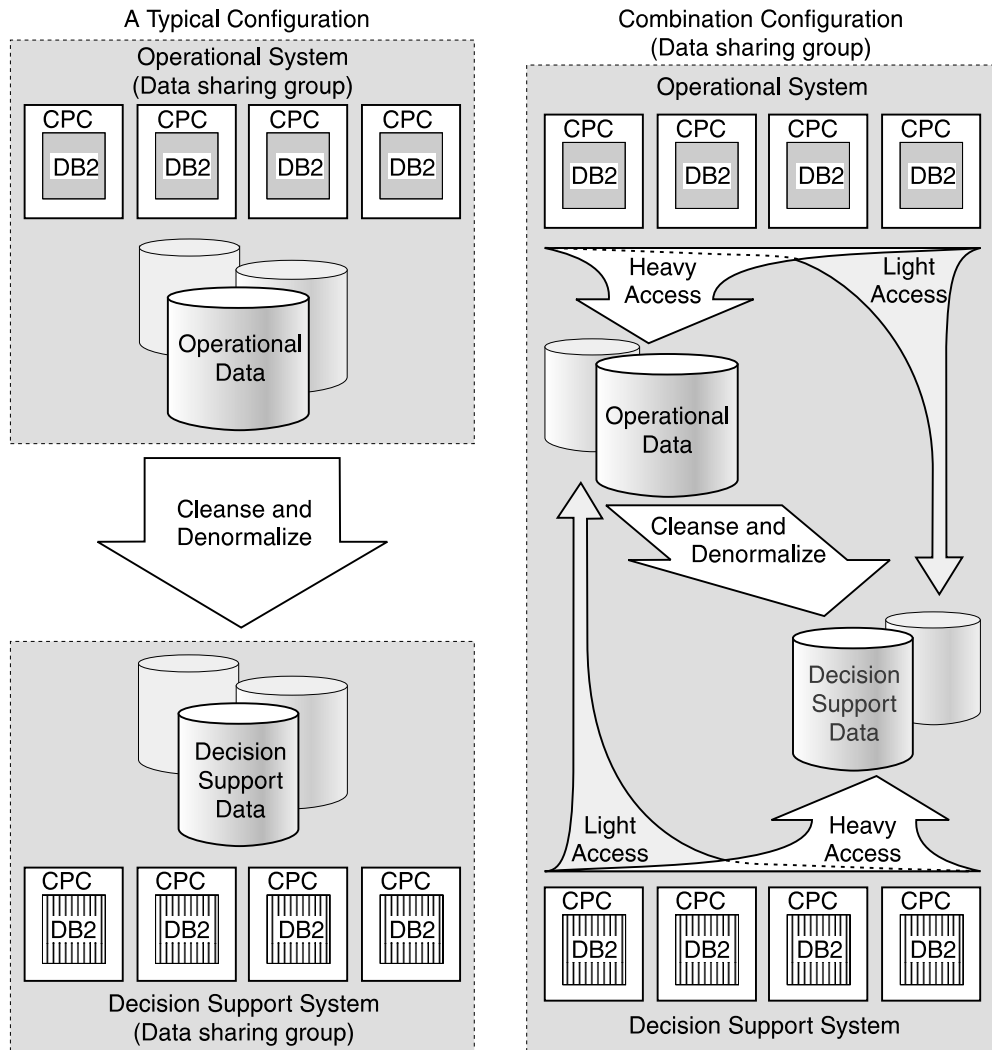 A Typical Configuration
Operational System
(Data sharing group)
CPC CPC CPC CPC
DB2 DB2 DB2 DB2
Operational
Data
Cleanse and
Denormalize
Decision
Support
Data
CPC CPC CPC CPC
DB2 DB2 DB2 DB2
Decision Support System
(Data sharing group)
Combination Configuration
(Data sharing group)
Operational System
CPC CPC CPC CPC
DB2 DB2 DB2 DB2
Heavy
Access
Light
Access
Operational
Data
Cleanse and
Denormalize
Decision
Support
Data
Light
Access
Heavy
Access
CPC CPC CPC CPC
DB2 DB2 DB2 DB2
Decision Support System